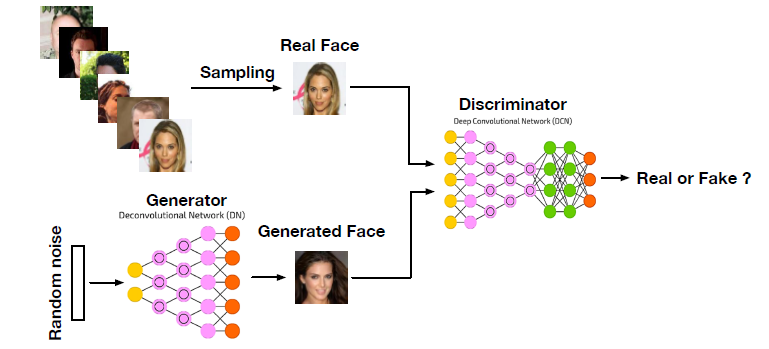 Real Face
Sampling
Discriminator
Deep Convolutional Network (DCN)
Real or Fake ?
Generator
Deconvolutional Network (DN)
Generated Face
Random noise